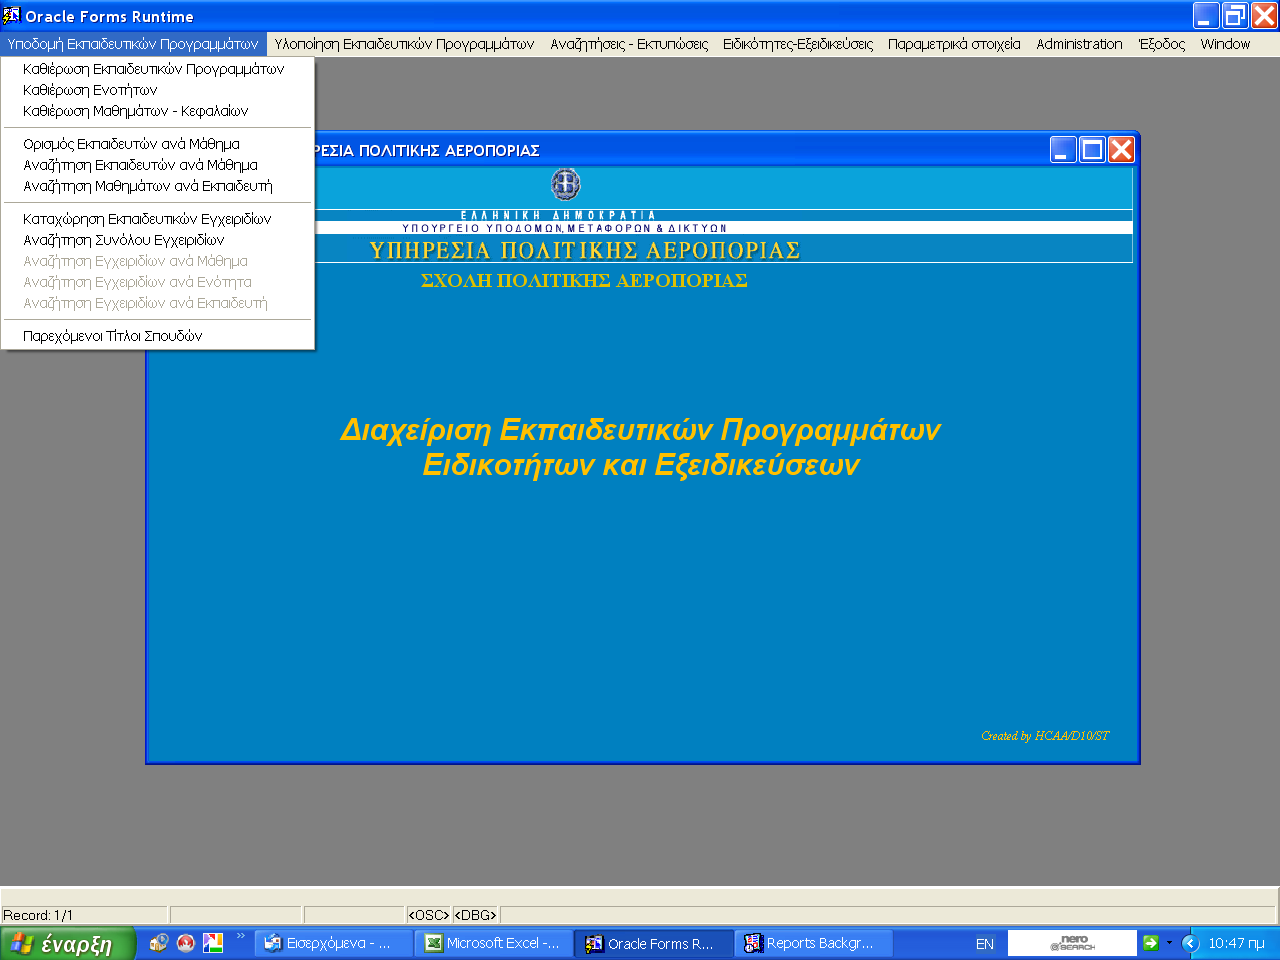 Oracle Forms Runtime
Υποδομή Εκπαιδευτικών Προγραμμάτων Υλοποίηση Εκπαιδευτικών Προγραμμάτων Αναζητήσεις - Εκτυπώσεις Ειδικότητες-Εξειδικεύσεις Παραμετρικά στοιχεία Administration Έξοδος Window
Καθιέρωση Εκπαιδευτικών Προγραμμάτων
Καθιέρωση Ενοτήτων
Καθιέρωση Μαθημάτων - Κεφαλαίων
Ορισμός Εκπαιδευτών ανά Μάθημα
Αναζήτηση Εκπαιδευτών ανά Μάθημα
Αναζήτηση Μαθημάτων ανά Εκπαιδευτή
Καταχώρηση Εκπαιδευτικών Εγχειριδίων
Αναζήτηση Συνόλου Εγχειριδίων
Αναζήτηση Εγχειριδίων ανά Μάθημα
Αναζήτηση Εγχειριδίων ανά Ενότητα
Αναζήτηση Εγχειριδίων ανά Εκπαιδευτή
Παρεχόμενοι Τίτλοι Σπουδών
ΡΕΣΙΑ ΠΟΛΙΤΙΚΗΣ ΑΕΡΟΠΟΡΙΑΣ
ΕΛΛΗΝΙΚΗ ΔΗΜΟΚΡΑΤΙΑ
ΥΠΟΥΡΓΕΙΟ ΥΠΟΔΟΜΩΝ, ΜΕΤΑΦΟΡΩΝ & ΔΙΚΤΥΩΝ
ΥΠΗΡΕΣΙΑ ΠΟΛΙΤΙΚΗΣ ΑΕΡΟΠΟΡΙΑΣ
ΣΧΟΛΗ ΠΟΛΙΤΙΚΗΣ ΑΕΡΟΠΟΡΙΑΣ
Διαχείριση Εκπαιδευτικών Προγραμμάτων
Ειδικοτήτων και Εξειδικεύσεων
Created by HCAA/D10/ST
Record: 1/1 <OSC> <DBG>
έναρξη Εισερχόμενα - ... Microsoft Excel -... Oracle Forms R... Reports Backgr... EN nero SEARCH 10:47 πμ